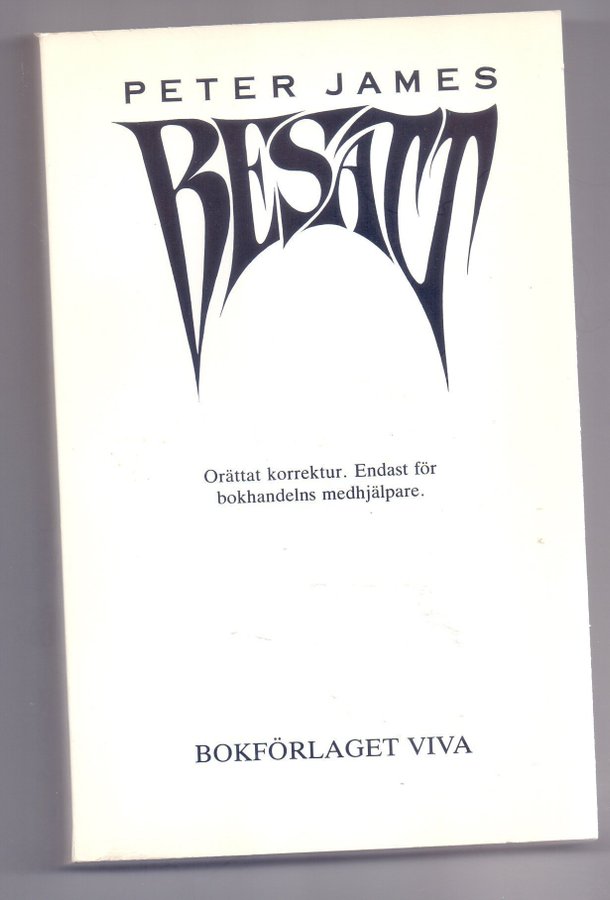 PETER JAMES
BESATT
Orättat korrektur. Endast för
bokhandelns medhjälpare.
BOKFÖRLAGET VIVA